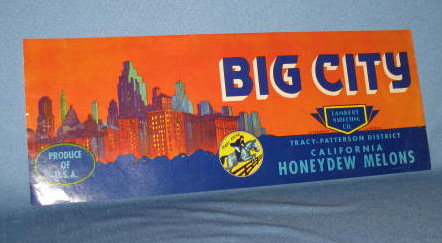 BIG CITY
LAMBERT
MARKETING
CO.
TRACY-PATTERSON DISTRICT
CALIFORNIA
HONEYDEW MELONS
PRODUCE
OF
U.S.A.